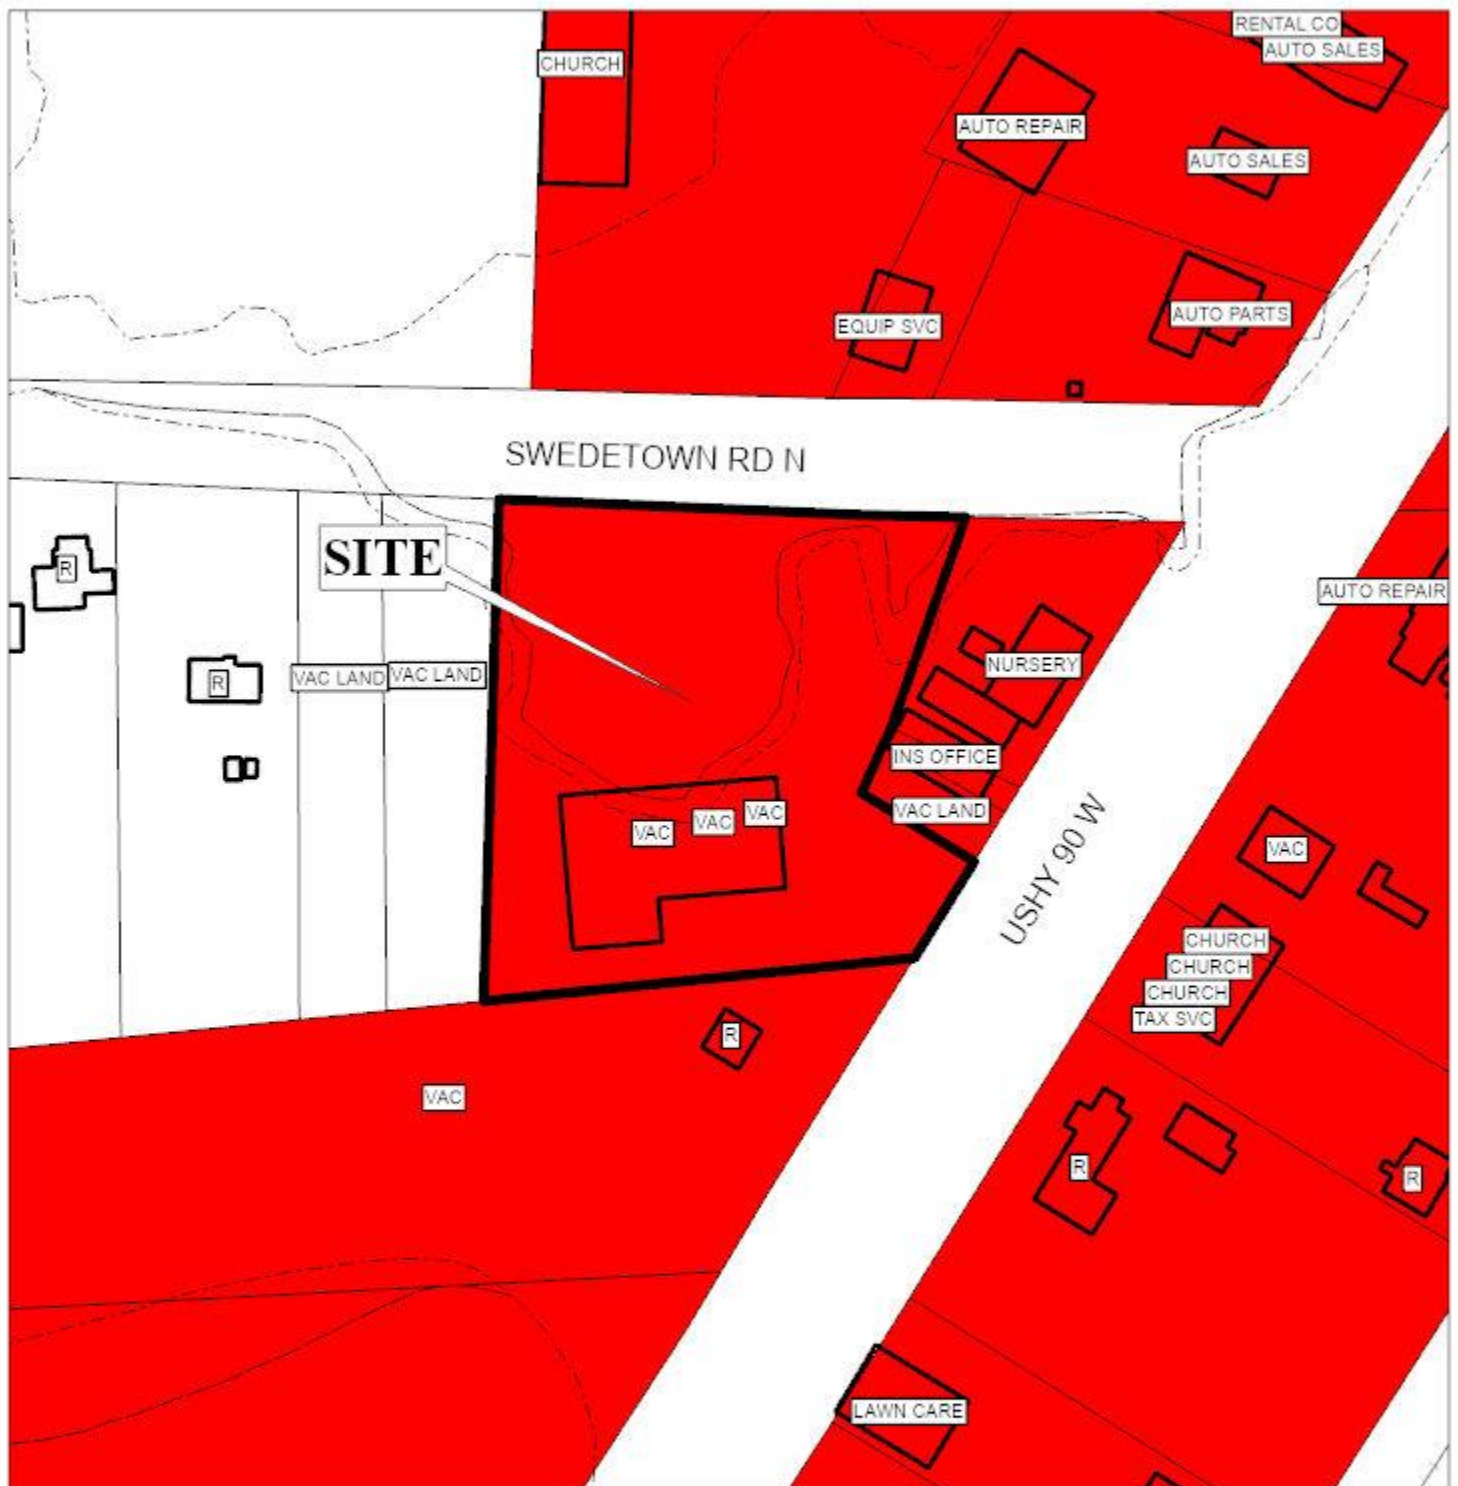 RENTAL CO
AUTO SALES
CHURCH
AUTO REPAIR
AUTO SALES
AUTO PARTS
EQUIP SVC
SWEDETOWN RD N
SITE
R
AUTO REPAIR
NURSERY
R
VAC LAND
VAC LAND
INS OFFICE
VAC LAND
VAC
VAC
VAC
USHY 90 W
VAC
CHURCH
CHURCH
CHURCH
TAX SVC
R
VAC
R
R
LAWN CARE